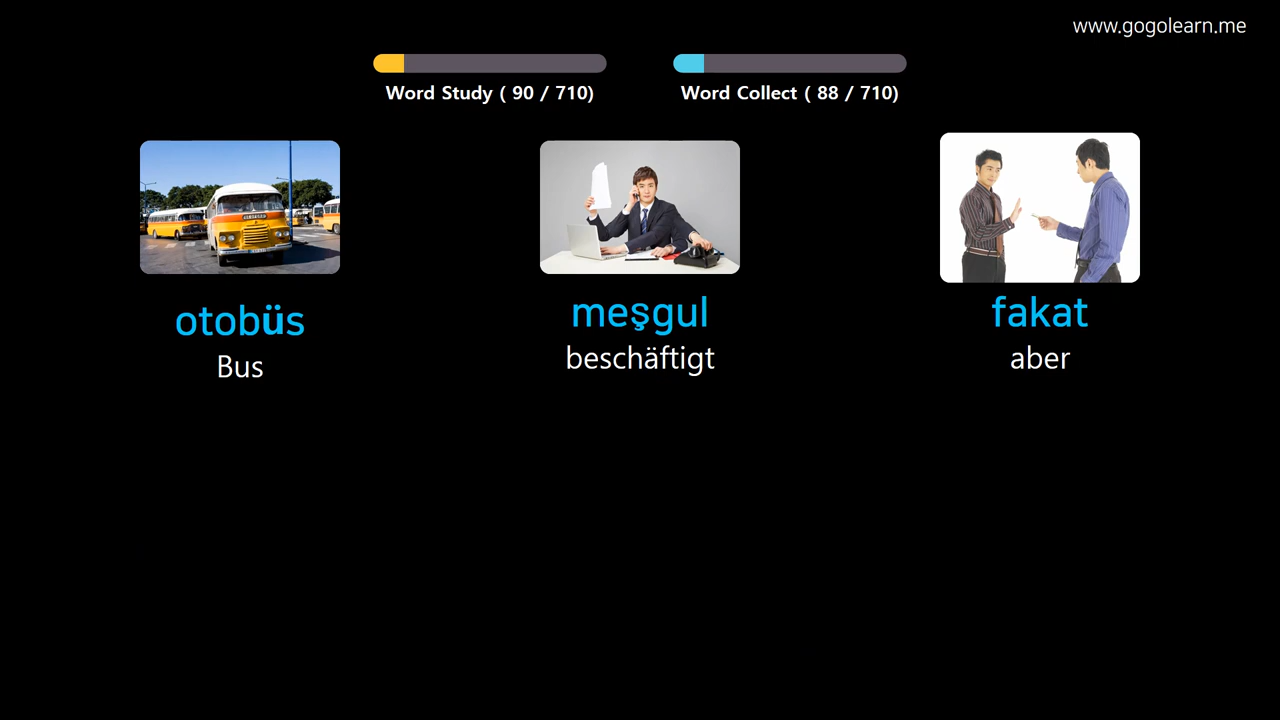 www.gogolearn.me
Word Study ( 90 / 710)
Word Collect ( 88 / 710)
otobüs
Bus
meşgul
beschäftigt
fakat
aber